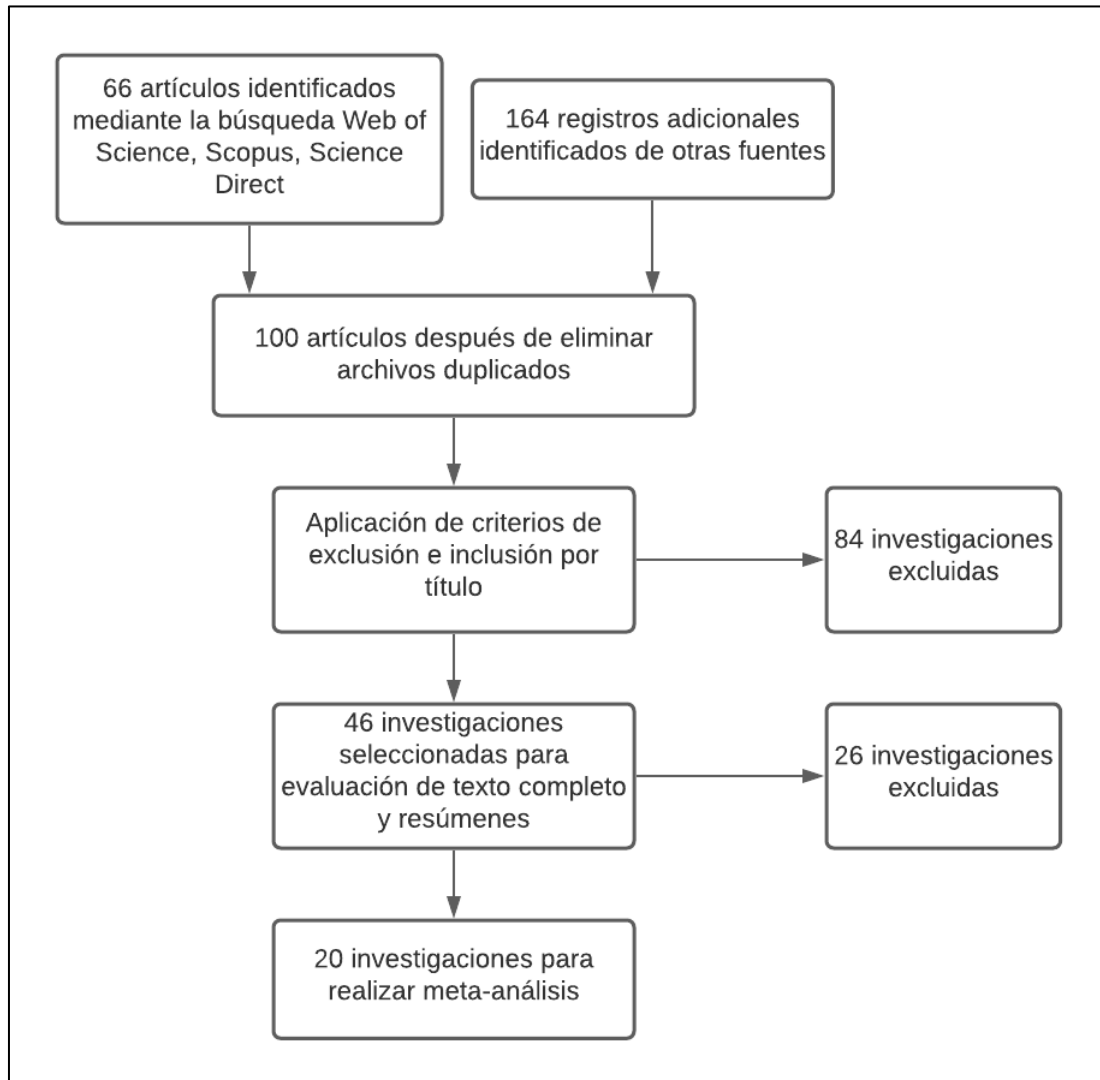 66 artículos identificados
mediante la búsqueda Web of
Science, Scopus, Science
Direct
164 registros adicionales
identificados de otras fuentes
100 artículos después de eliminar
archivos duplicados
Aplicación de criterios de
exclusión e inclusión por
título
84 investigaciones
excluidas
46 investigaciones
seleccionadas para
evaluación de texto completo
y resúmenes
26 investigaciones
excluidas
20 investigaciones para
realizar meta-análisis